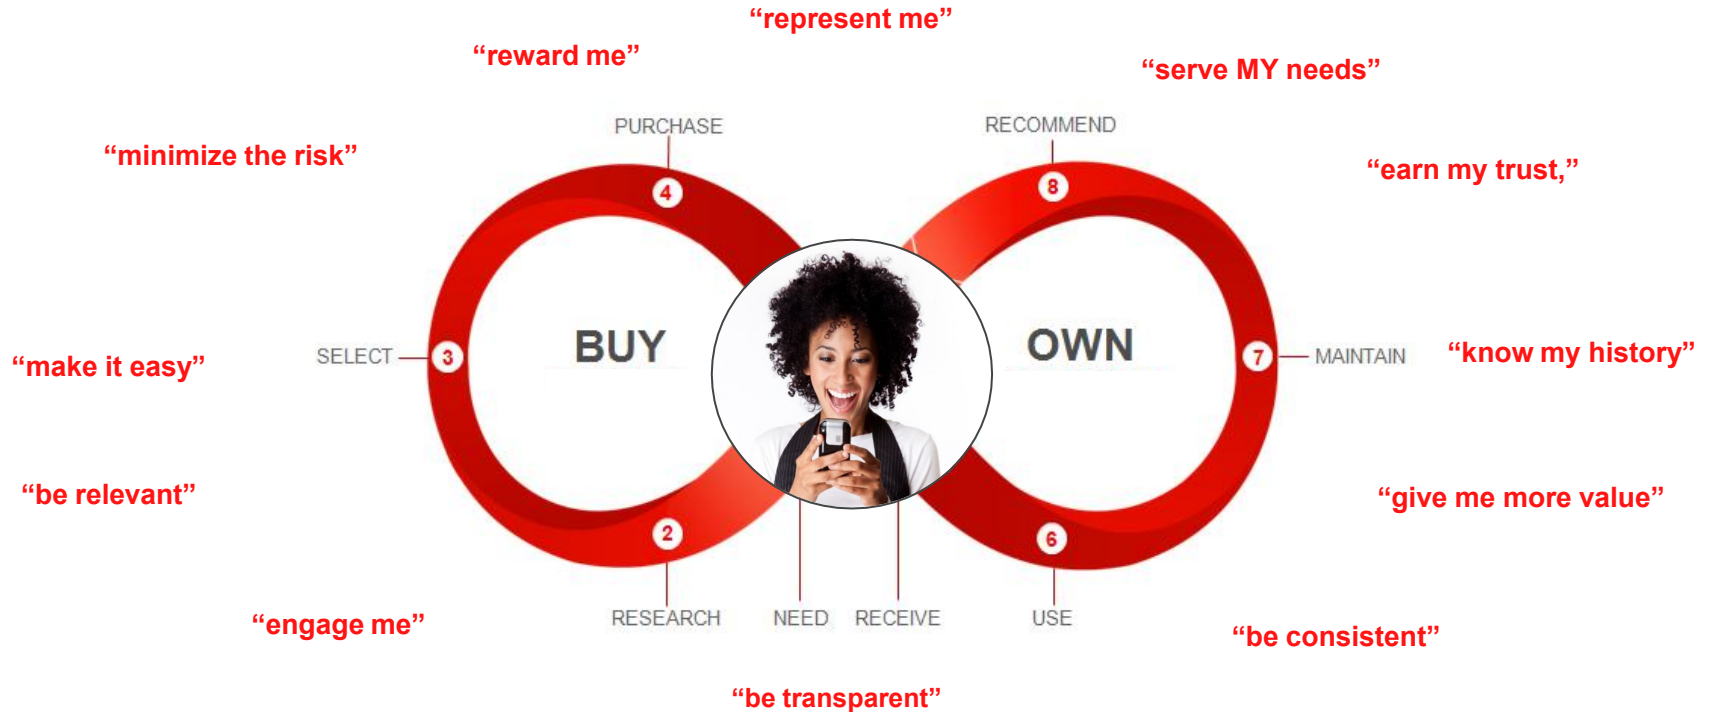 “represent me”
“reward me”
“serve MY needs”
PURCHASE
RECOMMEND
“minimize the risk”
“earn my trust,”
4
8
BUY
OWN
“make it easy”
SELECT
3
7
MAINTAIN
“know my history”
“be relevant”
“give me more value”
2
6
RESEARCH
NEED
RECEIVE
USE
“engage me”
“be consistent”
“be transparent”